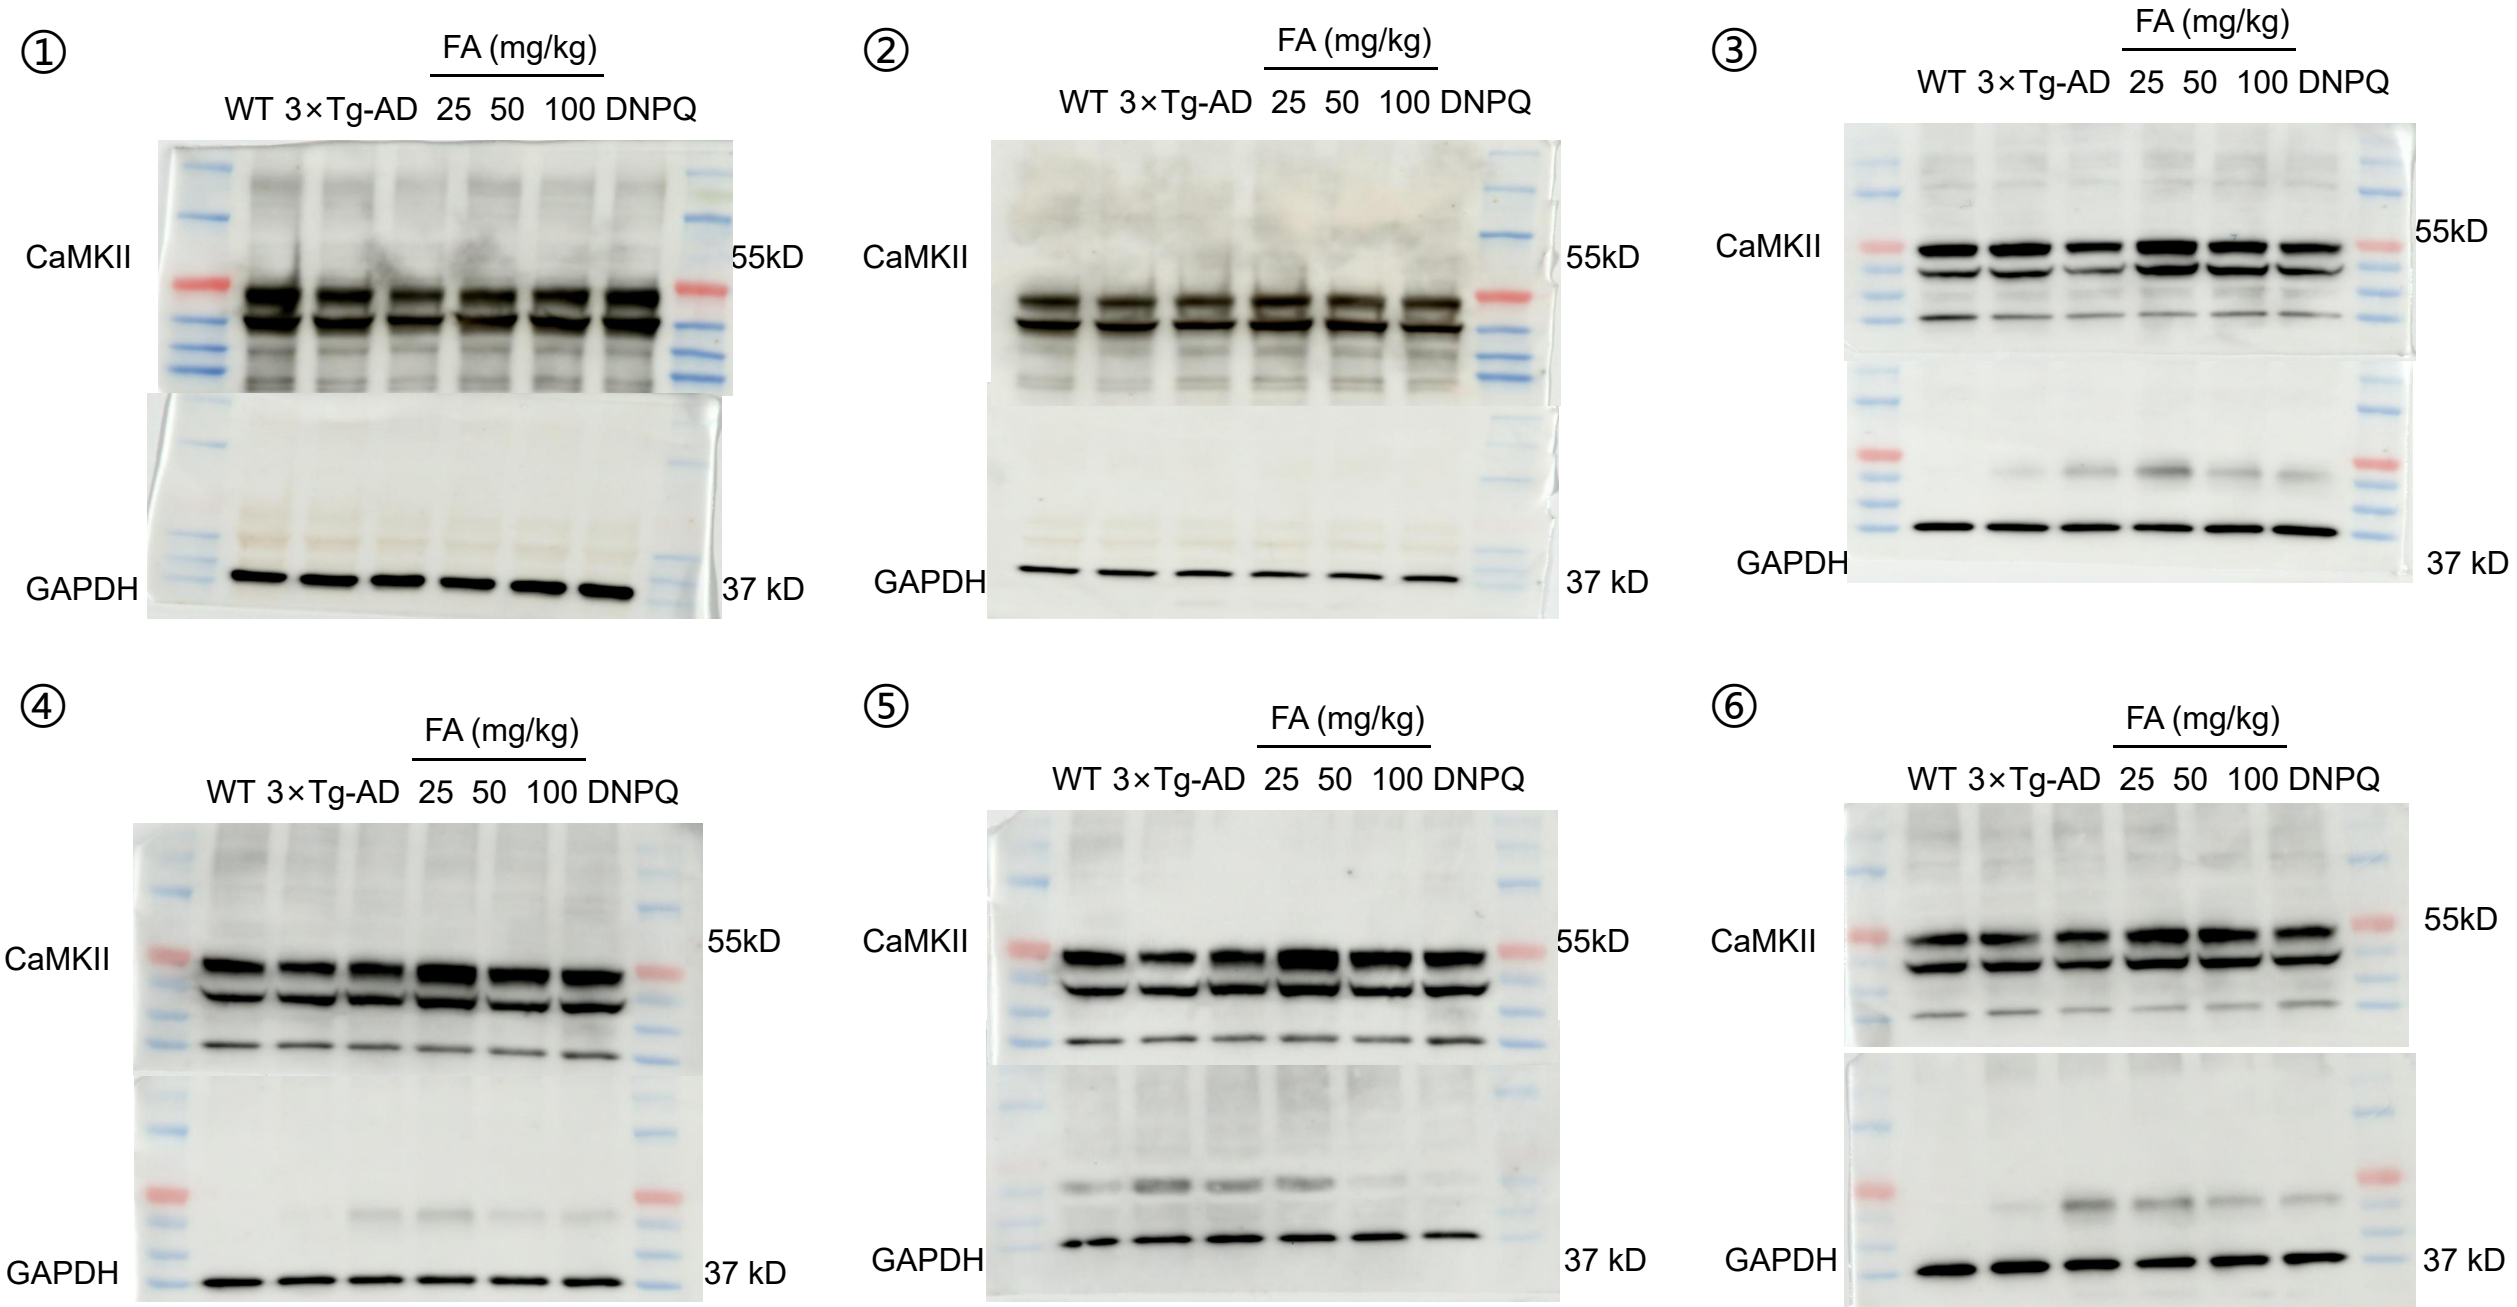 ①
FA (mg/kg)
WT 3×Tg-AD 25 50 100 DNPQ
CaMKII
55kD
GAPDH
37 kD
②
FA (mg/kg)
WT 3×Tg-AD 25 50 100 DNPQ
CaMKII
55kD
GAPDH
37 kD
③
FA (mg/kg)
WT 3×Tg-AD 25 50 100 DNPQ
CaMKII
55kD
GAPDH
37 kD
④
FA (mg/kg)
WT 3×Tg-AD 25 50 100 DNPQ
CaMKII
55kD
GAPDH
37 kD
⑤
FA (mg/kg)
WT 3×Tg-AD 25 50 100 DNPQ
CaMKII
55kD
GAPDH
37 kD
⑥
FA (mg/kg)
WT 3×Tg-AD 25 50 100 DNPQ
CaMKII
55kD
GAPDH
37 kD